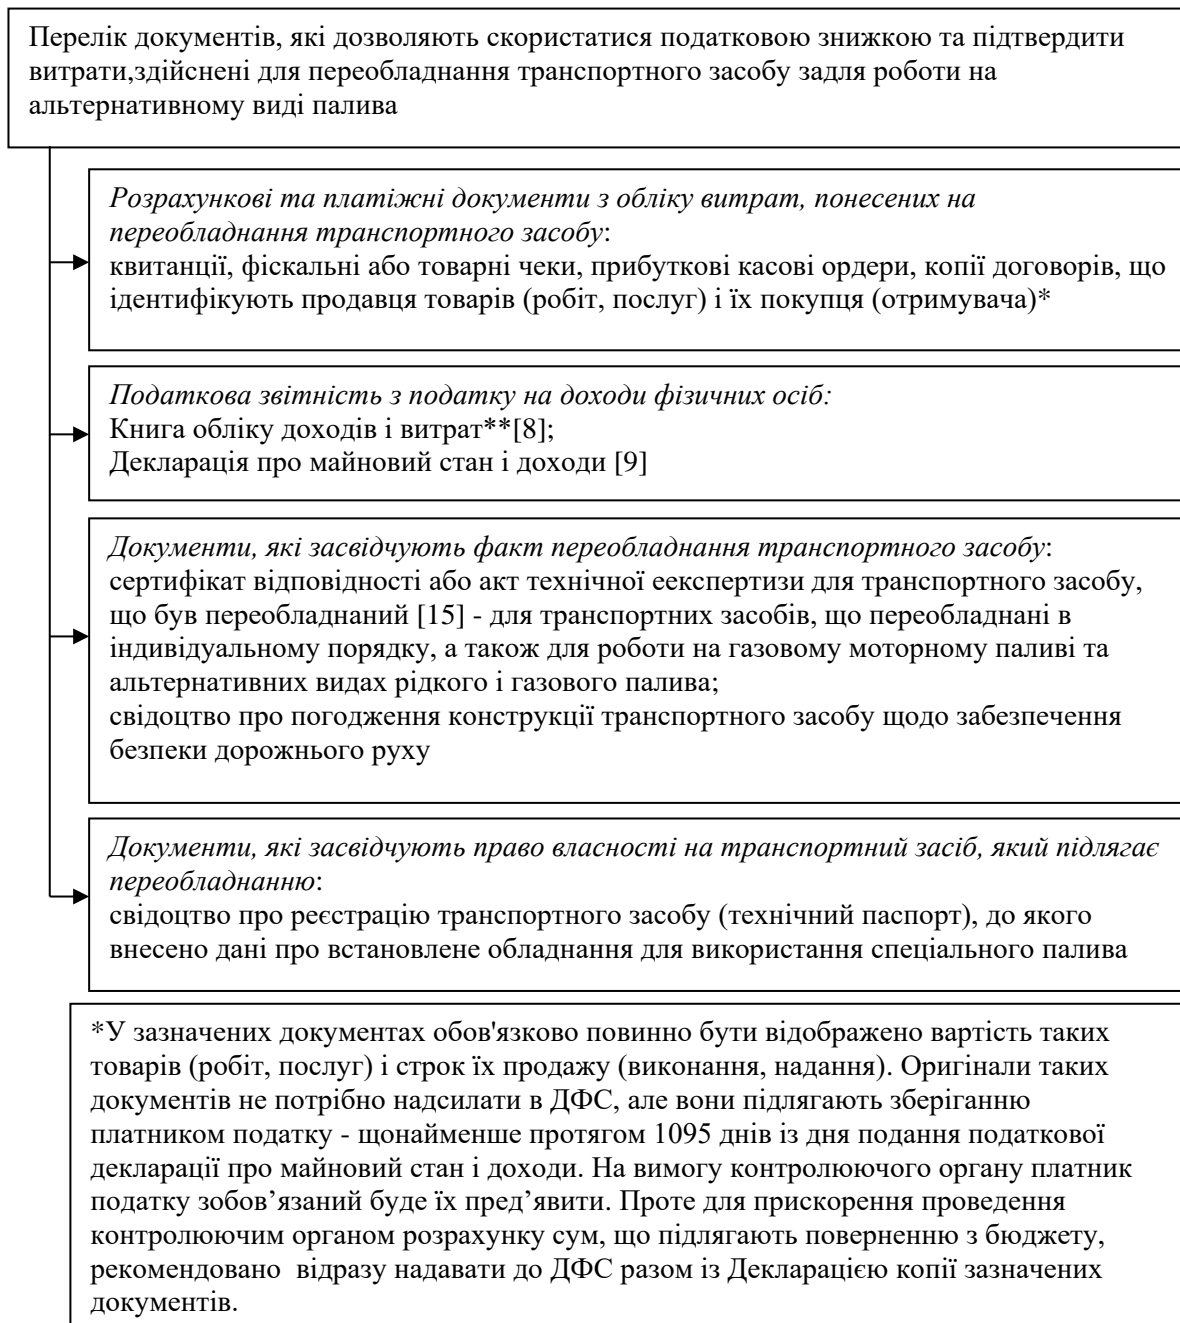 Перелік документів, які дозволяють скористатися податковою знижкою та підтвердити
витрати,здійснені для переобладнання транспортного засобу задля роботи на
альтернативному виді палива
Розрахункові та платіжні документи з обліку витрат, понесених на
переобладнання транспортного засобу:
квитанції, фіскальні або товарні чеки, прибуткові касові ордери, копії договорів, що
ідентифікують продавця товарів (робіт, послуг) і їх покупця (отримувача)*
Податкова звітність з податку на доходи фізичних осіб:
Книга обліку доходів і витрат**[8];
Декларація про майновий стан і доходи [9]
Документи, які засвідчують факт переобладнання транспортного засобу:
сертифікат відповідності або акт технічної еекспертизи для транспортного засобу,
що був переобладнаний [15] - для транспортних засобів, що переобладнані в
індивідуальному порядку, а також для роботи на газовому моторному паливі та
альтернативних видах рідкого і газового палива;
свідоцтво про погодження конструкції транспортного засобу щодо забезпечення
безпеки дорожнього руху
Документи, які засвідчують право власності на транспортний засіб, який підлягає
переобладнанню:
свідоцтво про реєстрацію транспортного засобу (технічний паспорт), до якого
внесено дані про встановлене обладнання для використання спеціального палива
*У зазначених документах обов'язково повинно бути відображено вартість таких
товарів (робіт, послуг) і строк їх продажу (виконання, надання). Оригінали таких
документів не потрібно надсилати в ДФС, але вони підлягають зберіганню
платником податку - щонайменше протягом 1095 днів із дня подання податкової
декларації про майновий стан і доходи. На вимогу контролюючого органу платник
податку зобов’язаний буде їх пред’явити. Проте для прискорення проведення
контролюючим органом розрахунку сум, що підлягають поверненню з бюджету,
рекомендовано відразу надавати до ДФС разом із Декларацією копії зазначених
документів.